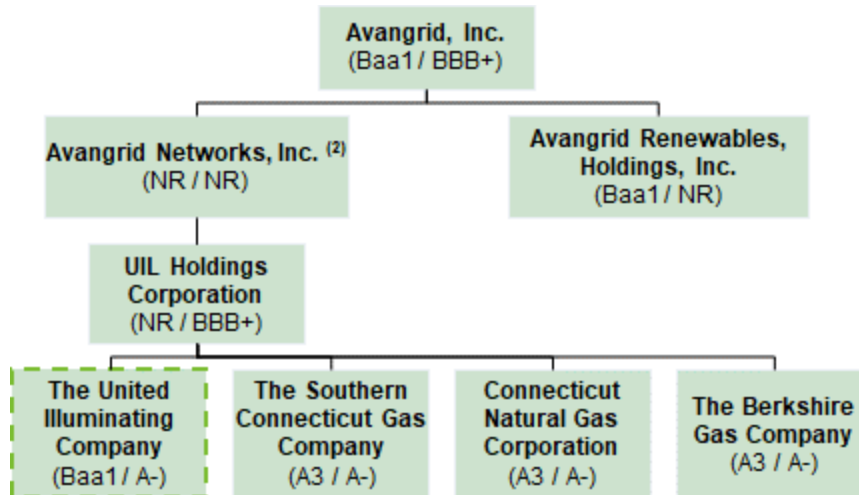 Avangrid, Inc.
(Baa1 / BBB+)
Avangrid Networks, Inc. (2)
(NR / NR)
Avangrid Renewables,
Holdings, Inc.
(Baa1 / NR)
UIL Holdings
Corporation
(NR / BBB+)
The United
Illuminating
Company
(Baa1 / A-)
The Southern
Connecticut Gas
Company
(A3 / A-)
Connecticut
Natural Gas
Corporation
(A3 / A-)
The Berkshire
Gas Company
(A3 / A-)